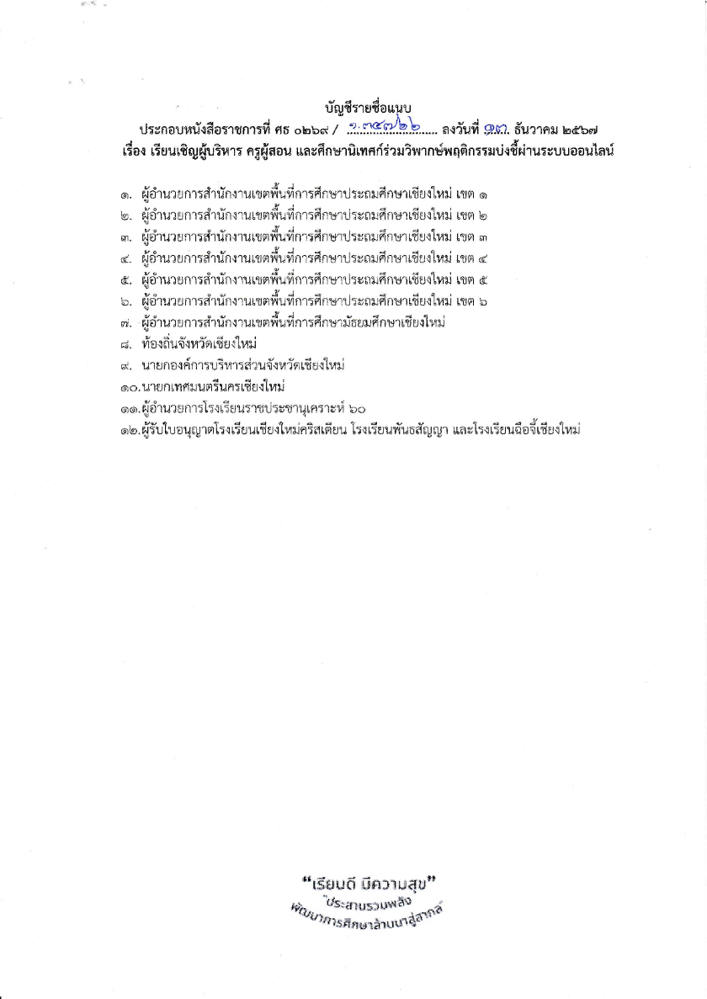 บัญชีรายชื่อแนบ
ประกอบหนังสือราชการที่ ศธ ๐๒๖๙ / ว.๓๔๗๒๒ ลงวันที่ ๑๓ ธันวาคม ๒๕๖๗
เรื่อง เรียนเชิญผู้บริหาร ครูผู้สอน และศึกษานิเทศก์ร่วมวิพากษ์พฤติกรรมบ่งชี้ผ่านระบบออนไลน์
๑. ผู้อำนวยการสำนักงานเขตพื้นที่การศึกษาประถมศึกษาเชียงใหม่ เขต ๑
๒. ผู้อำนวยการสำนักงานเขตพื้นที่การศึกษาประถมศึกษาเชียงใหม่ เขต ๒
๓. ผู้อำนวยการสำนักงานเขตพื้นที่การศึกษาประถมศึกษาเชียงใหม่ เขต ๓
๔. ผู้อำนวยการสำนักงานเขตพื้นที่การศึกษาประถมศึกษาเชียงใหม่ เขต ๔
๕. ผู้อำนวยการสำนักงานเขตพื้นที่การศึกษาประถมศึกษาเชียงใหม่ เขต ๕
๖. ผู้อำนวยการสำนักงานเขตพื้นที่การศึกษาประถมศึกษาเชียงใหม่ เขต ๖
๗. ผู้อำนวยการสำนักงานเขตพื้นที่การศึกษามัธยมศึกษาเชียงใหม่
๘. ท้องถิ่นจังหวัดเชียงใหม่
๙. นายกองค์การบริหารส่วนจังหวัดเชียงใหม่
๑๐.นายกเทศมนตรีนครเชียงใหม่
๑๑.ผู้อำนวยการโรงเรียนราชประชานุเคราะห์ ๖๐
๑๒.ผู้รับใบอนุญาตโรงเรียนเชียงใหม่คริสเตียน โรงเรียนพันธสัญญา และโรงเรียนฉือจี้เชียงใหม่
“เรียนดี มีความสุข”
"ประสานรวมพลัง
พัฒนาการศึกษาล้านนาสู่สากล"